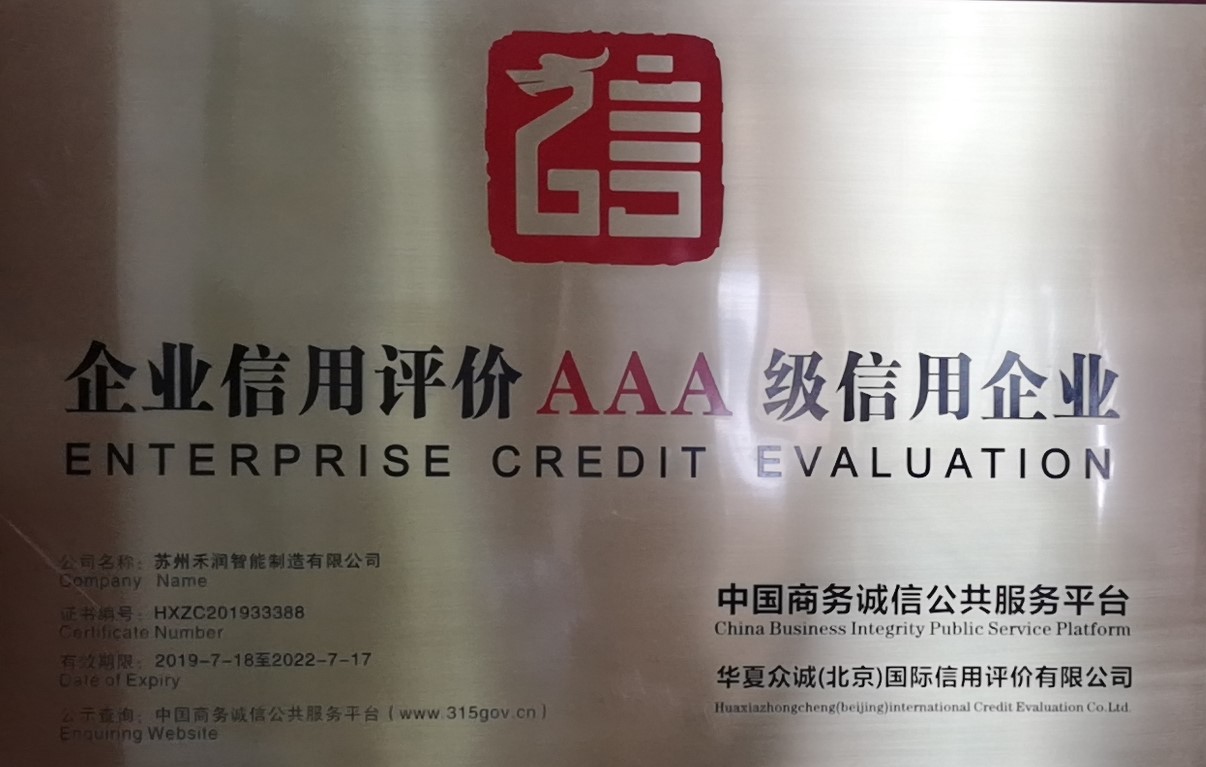 信
企业信用评价AAA级信用企业
ENTERPRISE CREDIT EVALUATION
公司名称：苏州禾润智能制造有限公司
Company Name
证书编号：HXZC201933388
Certificate Number
有效期限：2019-7-18至2022-7-17
Date of Expiry
公示查询：中国商务诚信公共服务平台（www.315gov.cn）
Enquiring Website
中国商务诚信公共服务平台
China Business Integrity Public Service Platform
华夏众诚(北京)国际信用评价有限公司
Huaxiazhongcheng(beijing)international Credit Evaluation Co.Ltd.